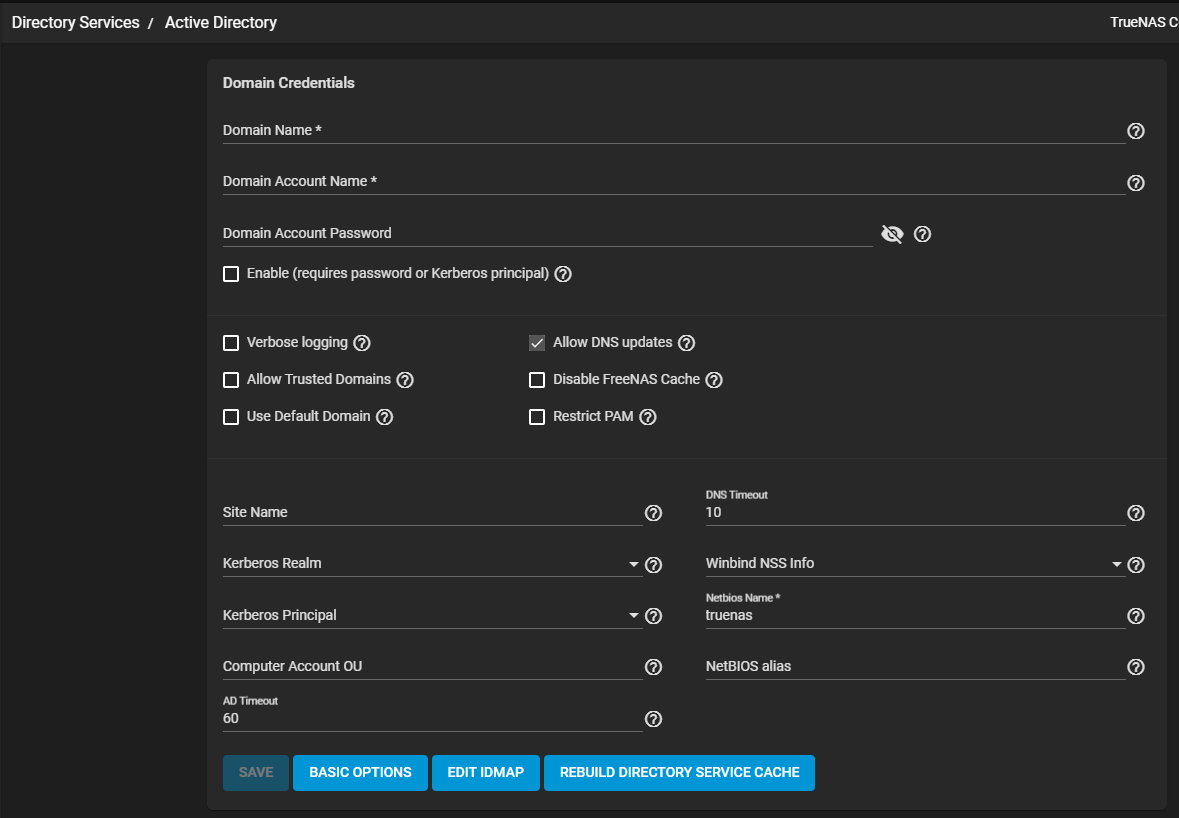 Directory Services / Active Directory
TrueNAS C
Domain Credentials
Domain Name *
Domain Account Name *
Domain Account Password
Enable (requires password or Kerberos principal)
Verbose logging
Allow DNS updates
Allow Trusted Domains
Disable FreeNAS Cache
Use Default Domain
Restrict PAM
Site Name
DNS Timeout
10
Kerberos Realm
Winbind NSS Info
Kerberos Principal
Netbios Name *
truenas
Computer Account OU
NetBIOS alias
AD Timeout
60
SAVE
BASIC OPTIONS
EDIT IDMAP
REBUILD DIRECTORY SERVICE CACHE